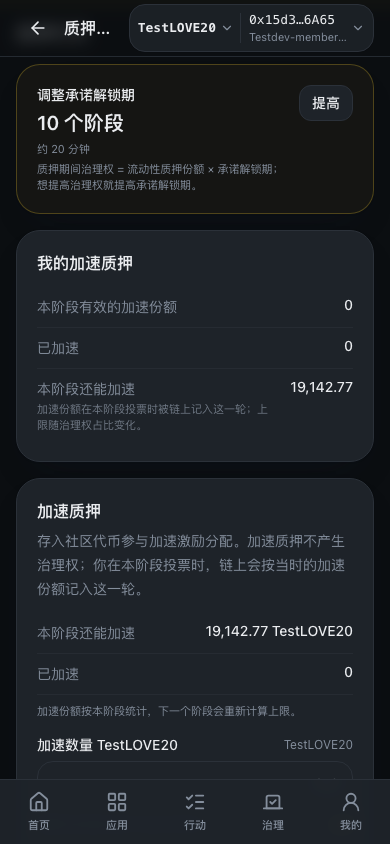 质押...
TestLOVE20
0x15d3…6A65
Testdev-member...
调整承诺解锁期
10 个阶段
提高
约 20 分钟
质押期间治理权 = 流动性质押份额 × 承诺解锁期；
想提高治理权就提高承诺解锁期。
我的加速质押
本阶段有效的加速份额
0
已加速
0
本阶段还能加速
19,142.77
加速份额在本阶段投票时被链上记入这一轮；上
限随治理权占比变化。
加速质押
存入社区代币参与加速激励分配。加速质押不产生
治理权；你在本阶段投票时，链上会按当时的加速
份额记入这一轮。
本阶段还能加速
19,142.77 TestLOVE20
已加速
0
加速份额按本阶段统计，下一个阶段会重新计算上限。
加速数量 TestLOVE20
TestLOVE20
首页
应用
行动
治理
我的